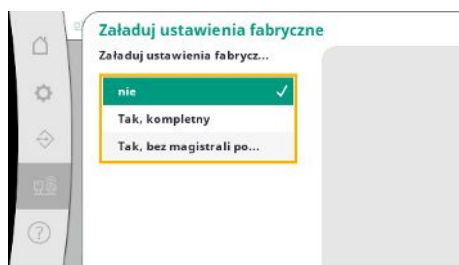 Załaduj ustawienia fabryczne
Załaduj ustawienia fabrycz...
nie
Tak, kompletny
Tak, bez magistrali po...
?